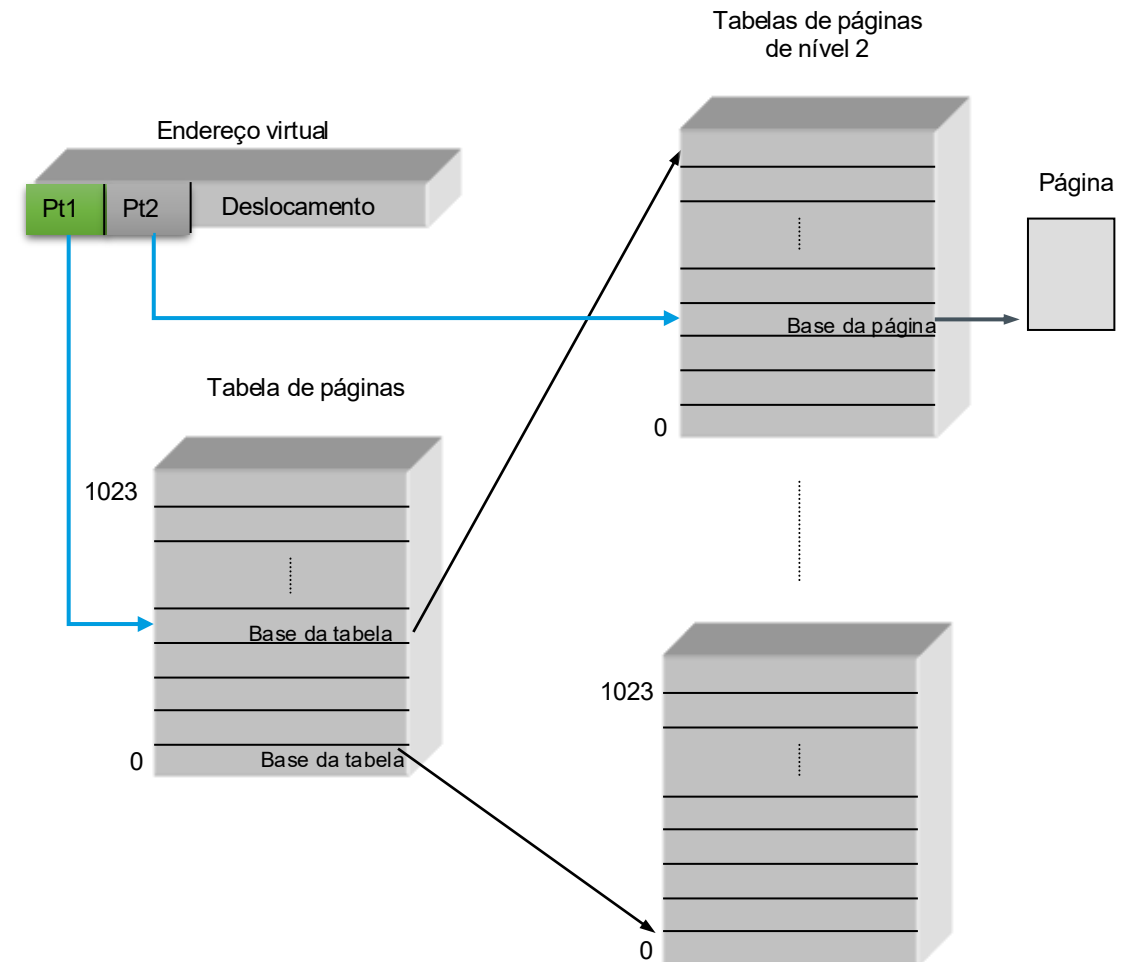 Tabelas de páginas
de nível 2
Endereço virtual
Pt1 Pt2 Deslocamento
Página
Base da página
0
Tabela de páginas
1023
Base da tabela
0
Base da tabela
1023
0